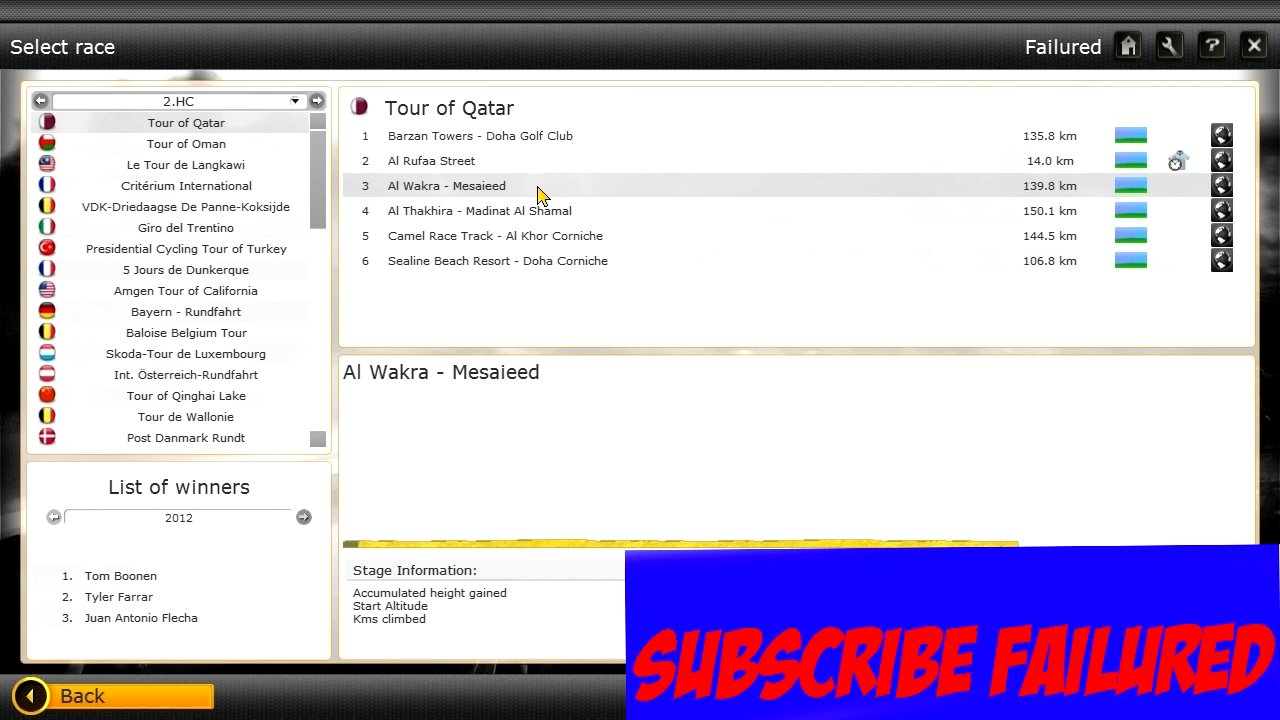 Select race
Failured
2.HC
Tour of Qatar
Tour of Oman
Le Tour de Langkawi
Critérium International
VDK-Driedaagse De Panne-Koksijde
Giro del Trentino
Presidential Cycling Tour of Turkey
5 Jours de Dunkerque
Amgen Tour of California
Bayern - Rundfahrt
Baloise Belgium Tour
Skoda-Tour de Luxembourg
Int. Österreich-Rundfahrt
Tour of Qinghai Lake
Tour de Wallonie
Post Danmark Rundt
List of winners
2012
1. Tom Boonen
2. Tyler Farrar
3. Juan Antonio Flecha
Tour of Qatar
1 Barzan Towers - Doha Golf Club 135.8 km
2 Al Rufaa Street 14.0 km
3 Al Wakra - Mesaieed 139.8 km
4 Al Thakhira - Madinat Al Shamal 150.1 km
5 Camel Race Track - Al Khor Corniche 144.5 km
6 Sealine Beach Resort - Doha Corniche 106.8 km
Al Wakra - Mesaieed
Stage Information:
Accumulated height gained
Start Altitude
Kms climbed
SUBSCRIBE FAILURED
Back